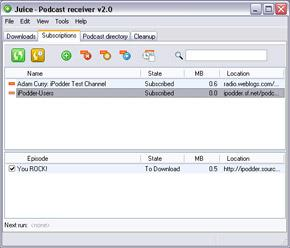 Juice - Podcast receiver v2.0
File Edit View Tools Help
Downloads Subscriptions Podcast directory Cleanup
Name State MB Location
Adam Curry: iPodder Test Channel Subscribed 0.6 radio.weblogs.com/...
iPodder-Users Subscribed 0.0 ipodder.sf.net/podc...
Episode State MB Location
You ROCK! To Download 0.5 http://ipodder.sourc...
Next run: <none>